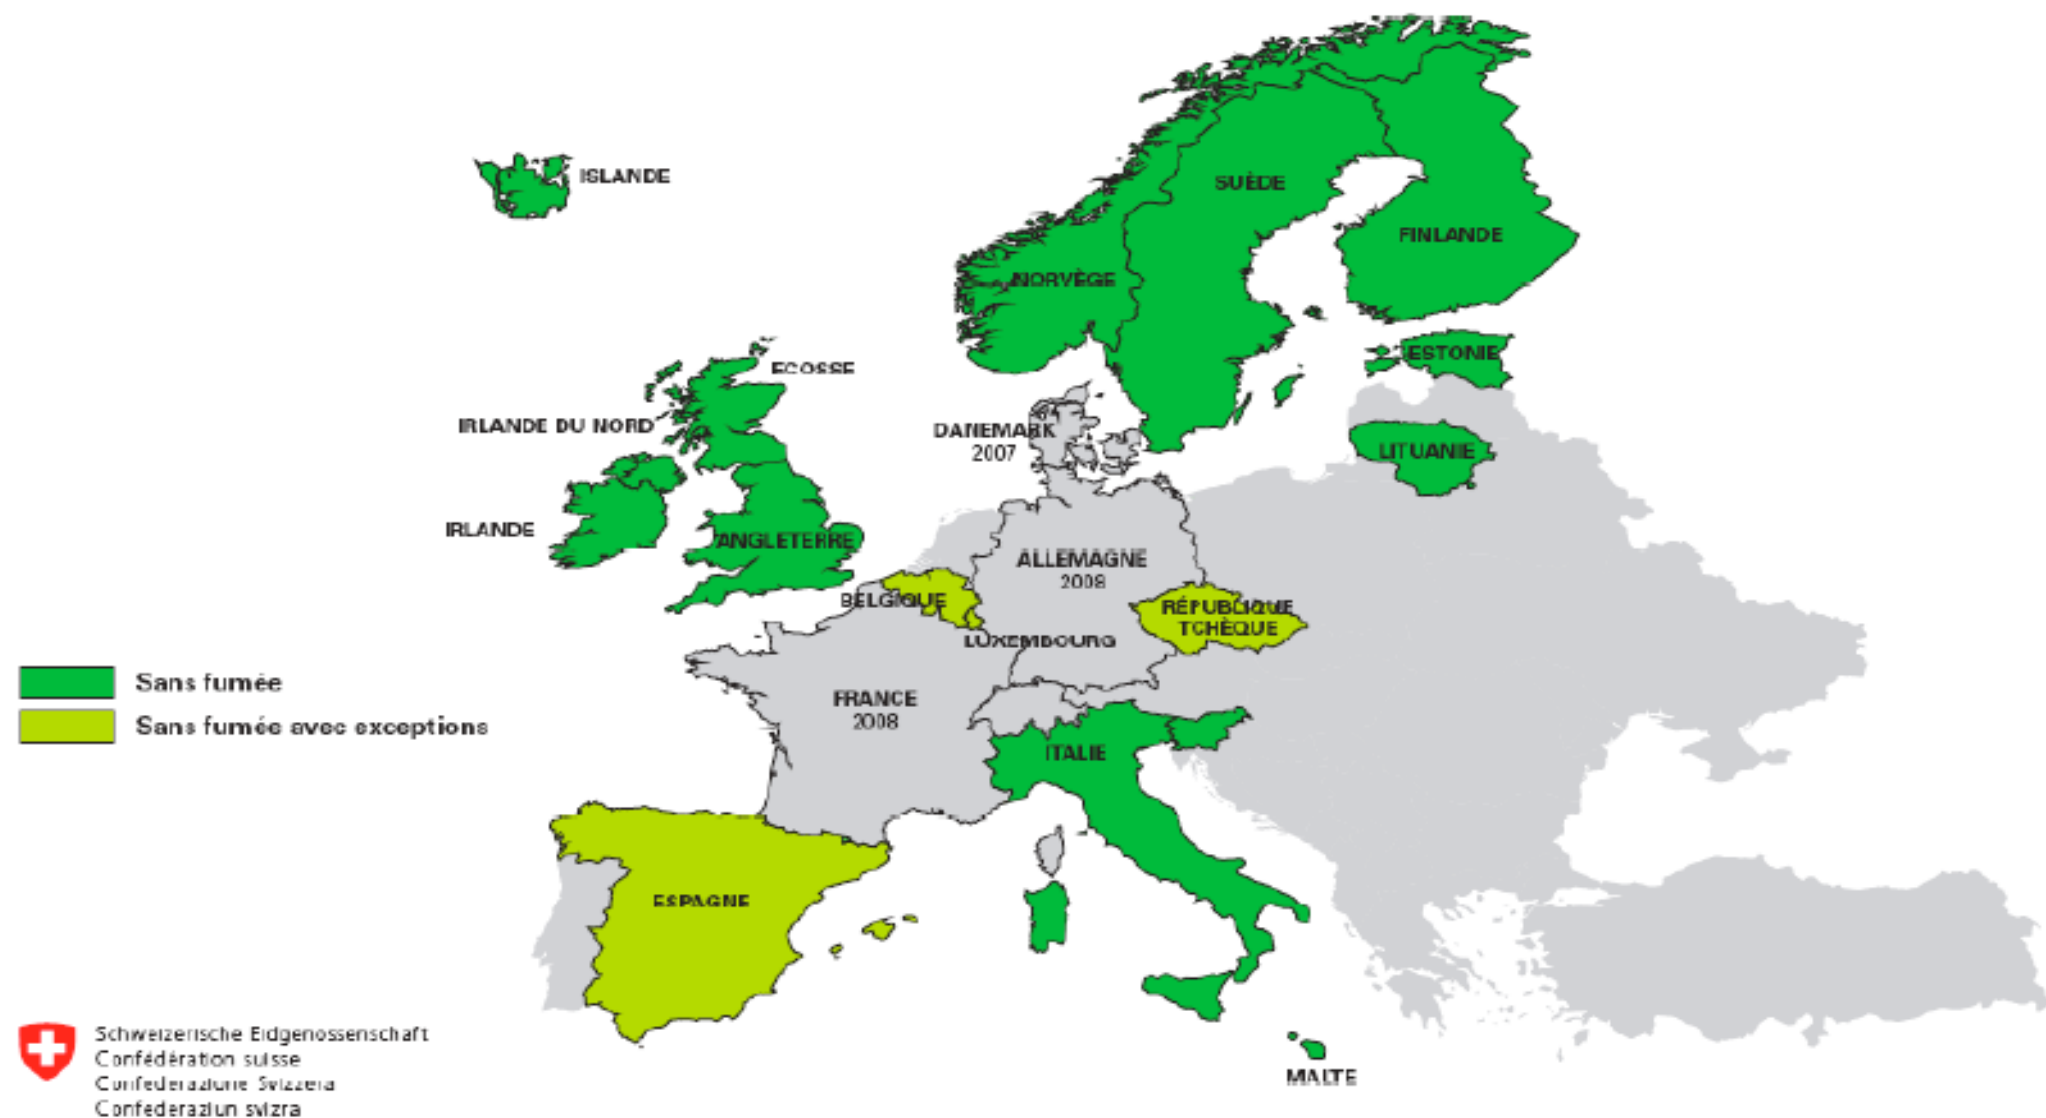 ISLANDE
SUÈDE
FINLANDE
NORVÈGE
ESTONIE
ECOSSE
IRLANDE DU NORD
DANEMARK
2007
LITUANIE
IRLANDE
ANGLETERRE
ALLEMAGNE
2008
BELGIQUE
RÉPUBLIQUE
TCHÈQUE
LUXEMBOURG
Sans fumée
FRANCE
2008
Sans fumée avec exceptions
ITALIE
ESPAGNE
MALTE
Schweizerische Eidgenossenschaft
Confédération suisse
Confederazione Svizzera
Confederaziun svizra